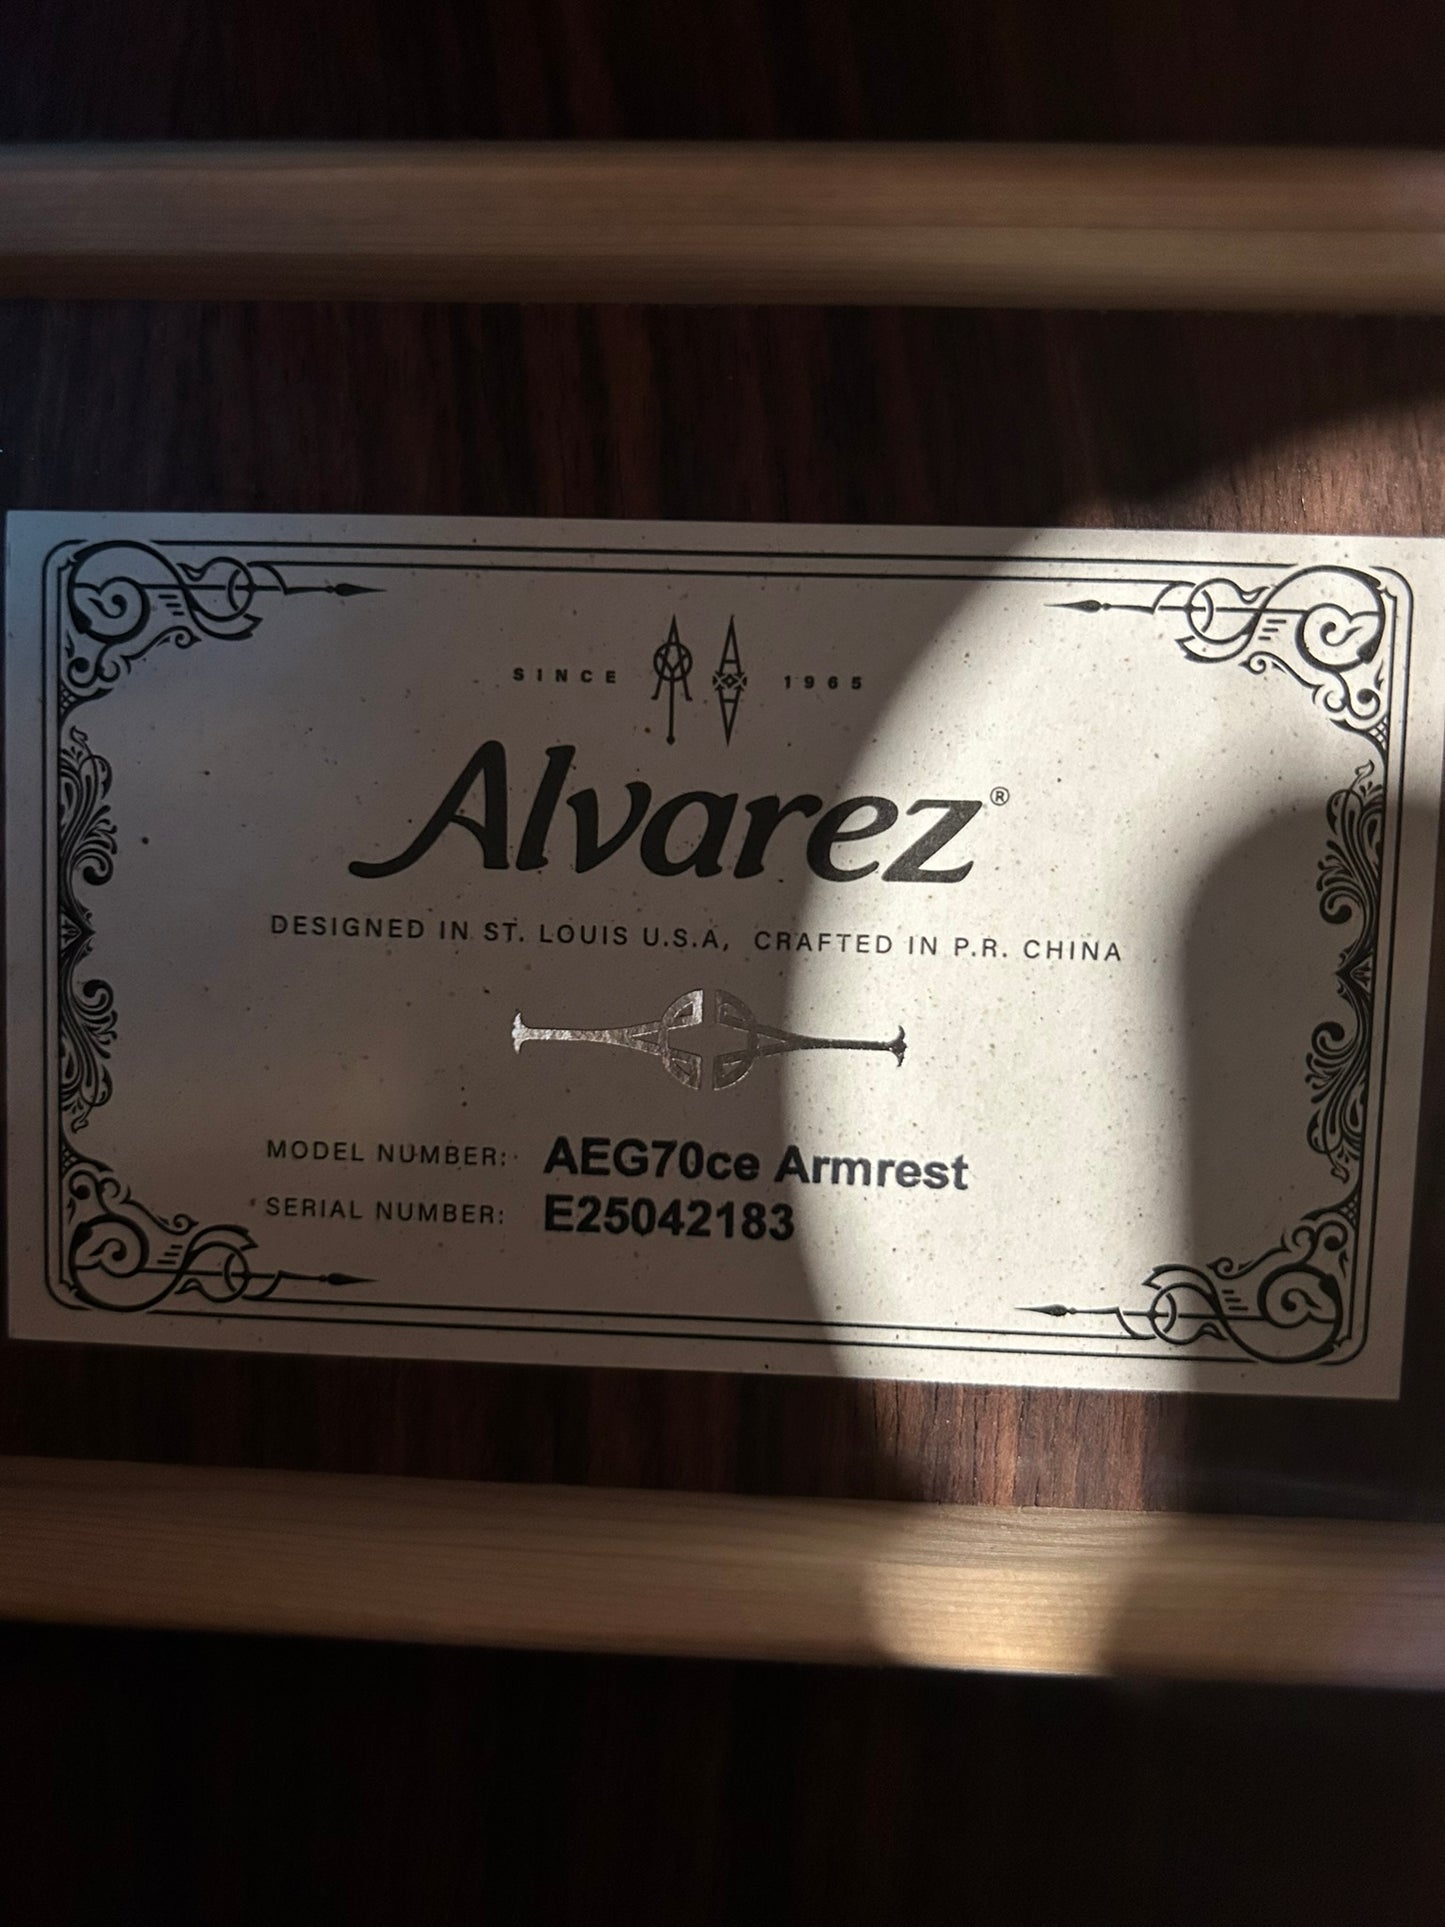 SINCE 1965
Alvarez®
DESIGNED IN ST. LOUIS U.S.A, CRAFTED IN P.R. CHINA
MODEL NUMBER: AEG70ce Armrest
SERIAL NUMBER: E25042183